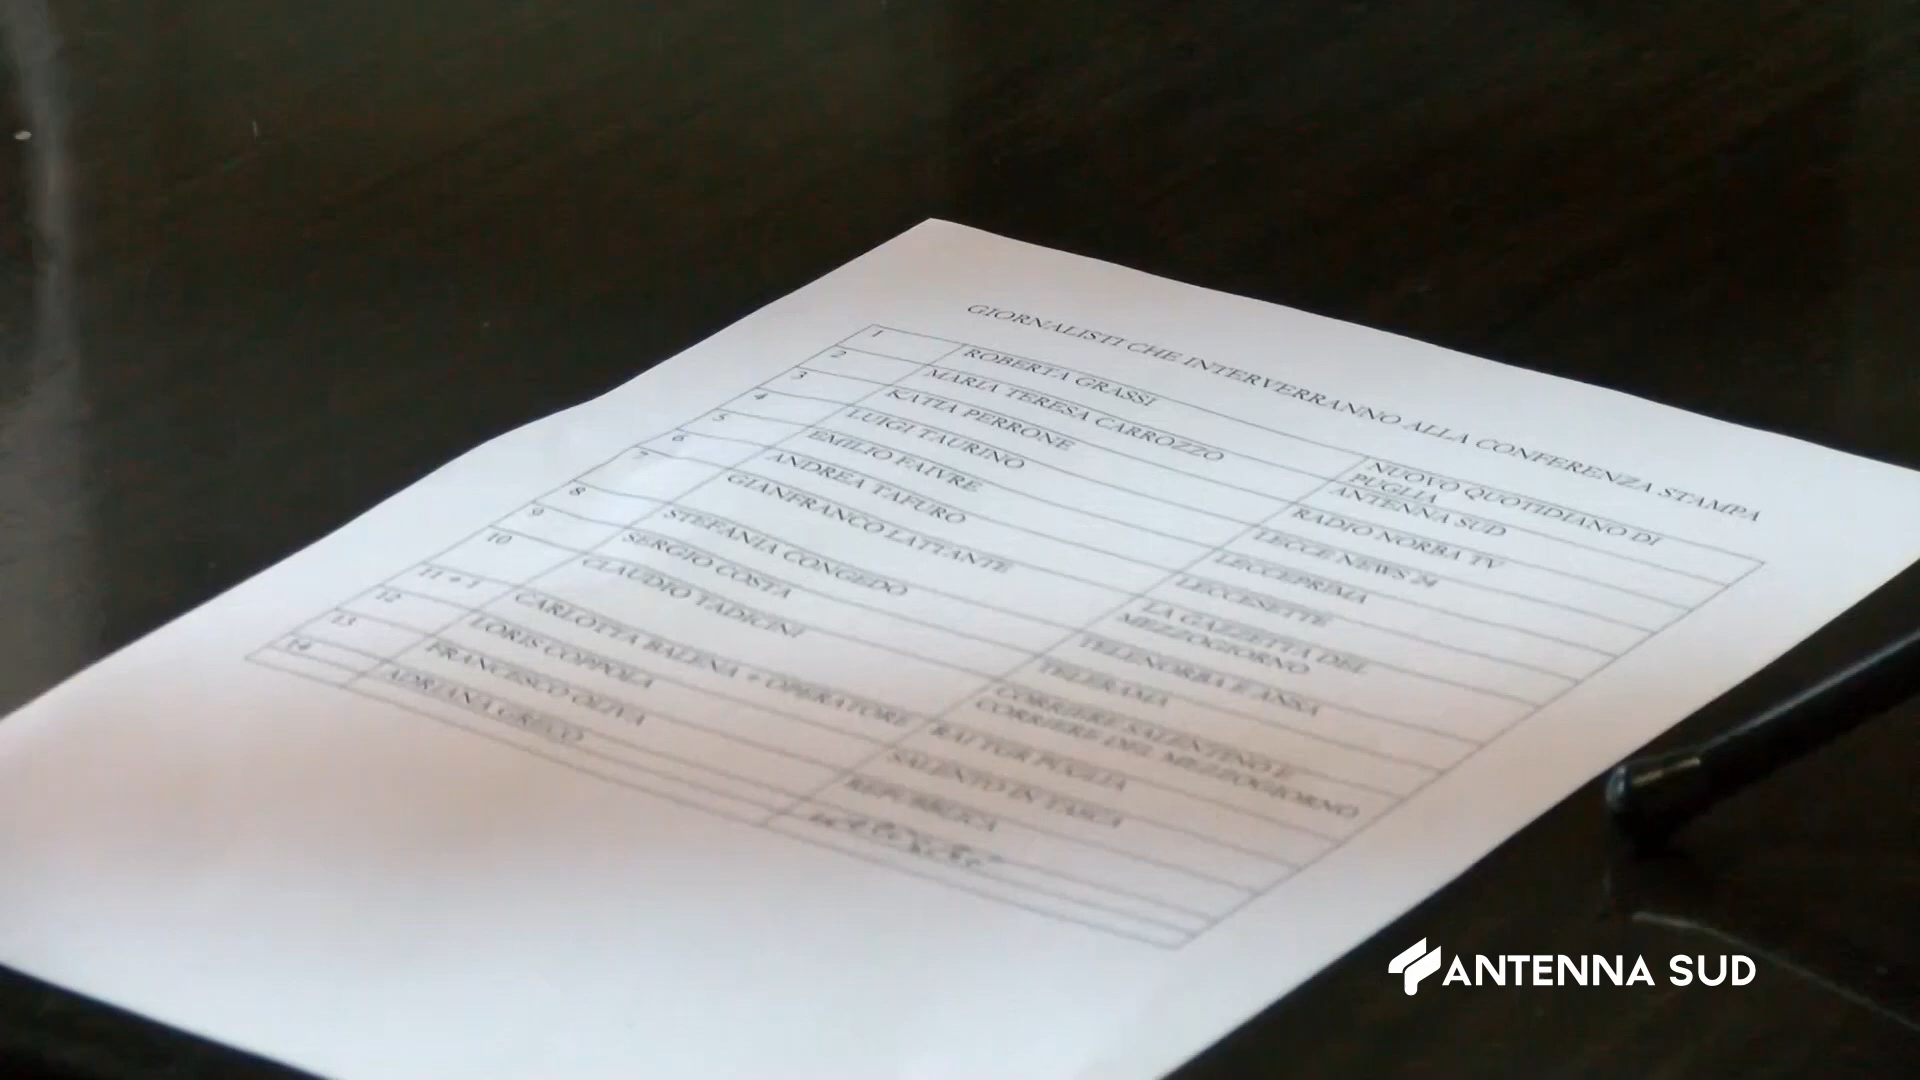 GIORNALISTI CHE INTERVERRANNO ALLA CONFERENZA STAMPA
1 ROBERTA GRASSI NUOVO QUOTIDIANO DI
PUGLIA
2 MARIA TERESA CARROZZO ANTENNA SUD
3 KATIA PERRONE RADIO NORBA TV
4 LUIGI TAURINO LECCE NEWS 24
5 EMILIO FAIVRE LECCEPRIMA
6 ANDREA TAFURO LECCESETTE
7 GIANFRANCO LATTANTE LA GAZZETTA DEL
MEZZOGIORNO
8 STEFANIA CONGEDO TELENORBA E ANSA
9 SERGIO COSTA TELERAMA
10 CLAUDIO TADICINI CORRIERE SALENTINO E
CORRIERE DEL MEZZOGIORNO
11 + 1 CARLOTTA BALENA + OPERATORE RAI TGR PUGLIA
12 LORIS COPPOLA SALENTO IN TASCA
13 FRANCESCO OLIVA REPUBBLICA
14 ADRIANA GRECO
ANTENNA SUD